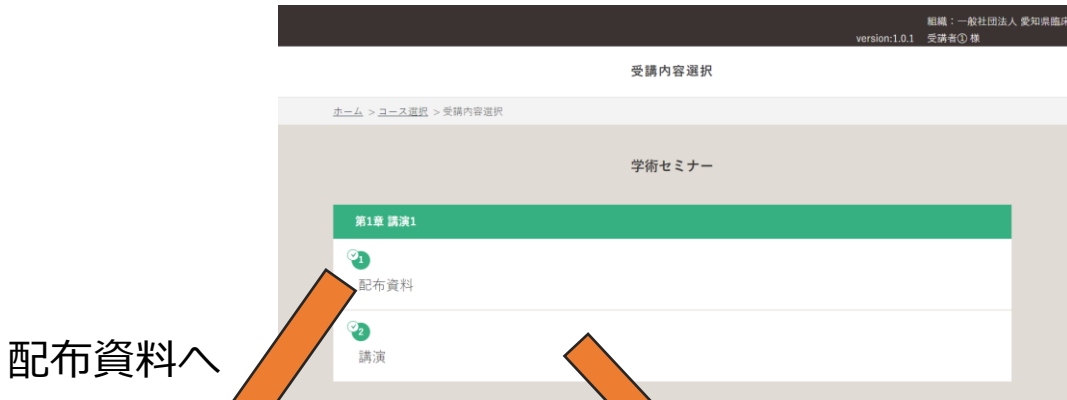 組織：一般社団法人 愛知県臨床
version:1.0.1 受講者① 様
受講内容選択
ホーム > コース選択 > 受講内容選択
学術セミナー
第1章 講演1
1
配布資料
2
講演
配布資料へ